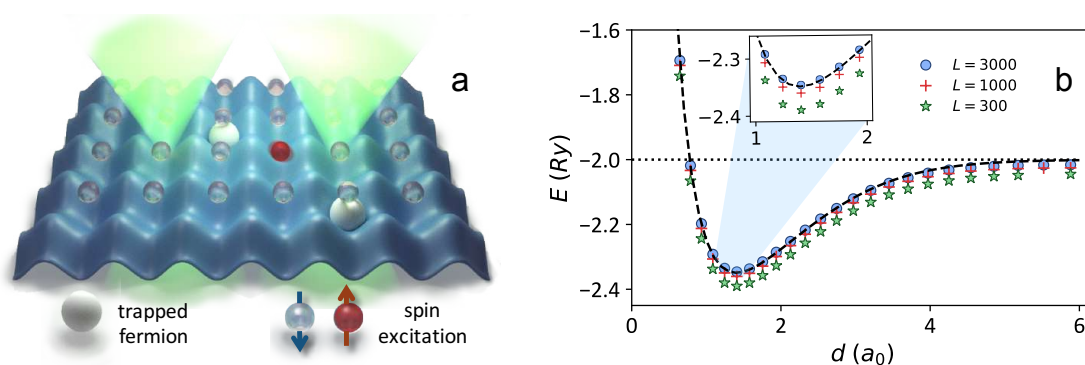 a
trapped
fermion
spin
excitation
b
E (Ry)
−1.6
−1.8
−2.0
−2.2
−2.4
−2.3
−2.4
1
2
L = 3000
L = 1000
L = 300
0
2
4
6
d (a₀)